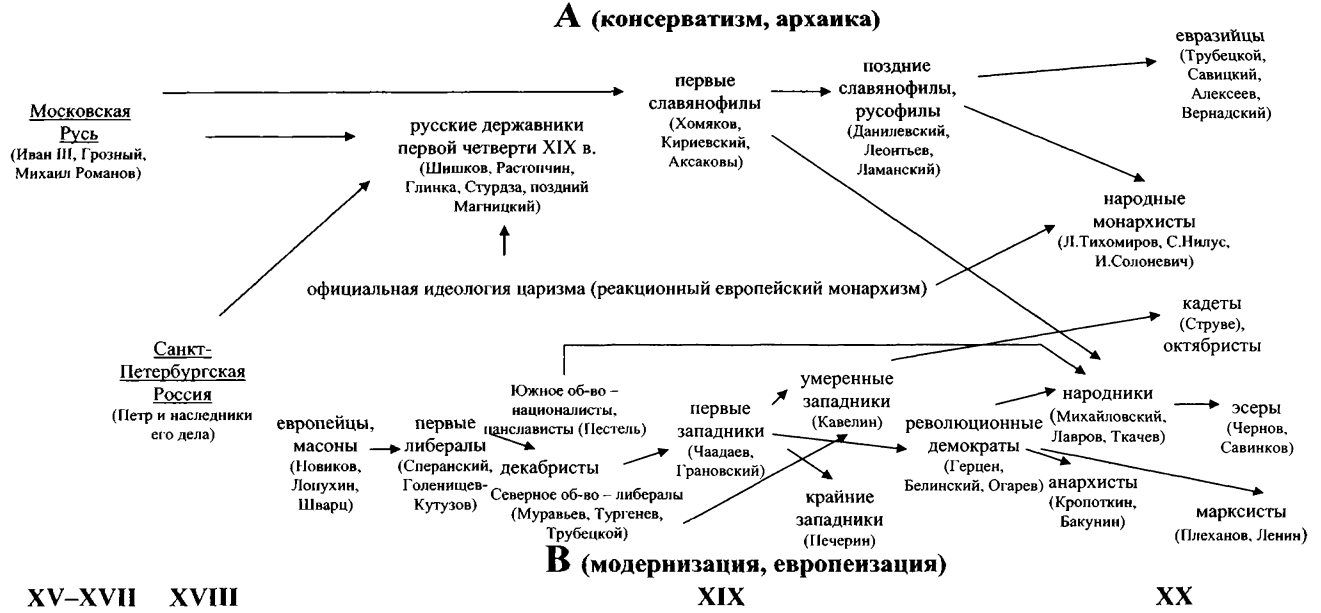 А (консерватизм, архаика)
Московская
Русь
(Иван III, Грозный,
Михаил Романов)
русские державники
первой четверти XIX в.
(Шишков, Растопчин,
Глинка, Стурдза, поздний
Магницкий)
первые
славянофилы
(Хомяков,
Кириевский,
Аксаковы)
поздние
славянофилы,
русофилы
(Данилевский,
Леонтьев,
Ламанский)
евразийцы
(Трубецкой,
Савицкий,
Алексеев,
Вернадский)
народные
монархисты
(Л.Тихомиров, С.Нилус,
И.Солоневич)
официальная идеология царизма (реакционный европейский монархизм)
Санкт-
Петербургская
Россия
(Петр и наследники
его дела)
европейцы,
масоны
(Новиков,
Лопухин,
Шварц)
первые
либералы
(Сперанский,
Голенищев-
Кутузов)
Южное об-во –
националисты,
панслависты (Пестель)
декабристы
Северное об-во – либералы
(Муравьев, Тургенев,
Трубецкой)
первые
западники
(Чаадаев,
Грановский)
умеренные
западники
(Кавелин)
крайние
западники
(Печерин)
революционные
демократы
(Герцен,
Белинский, Огарев)
кадеты
(Струве),
октябристы
народники
(Михайловский,
Лавров, Ткачев)
эсеры
(Чернов,
Савинков)
анархисты
(Кропоткин,
Бакунин)
марксисты
(Плеханов, Ленин)
В (модернизация, европеизация)
XV–XVII XVIII XIX XX